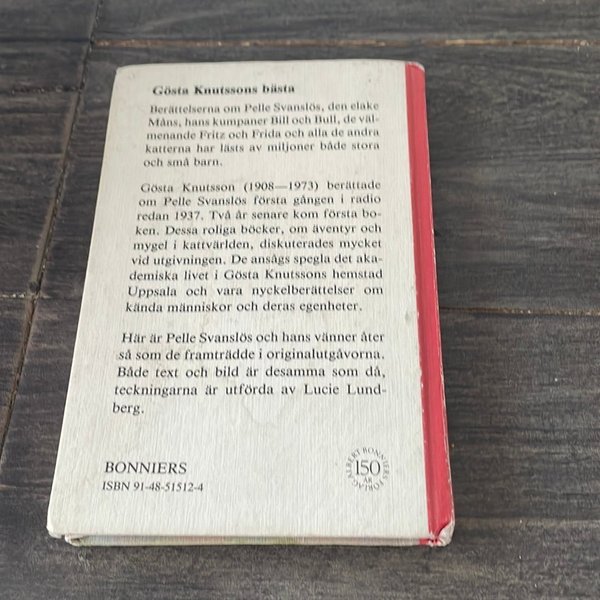 Gösta Knutssons bästa
Berättelserna om Pelle Svanslös, den elake
Måns, hans kumpaner Bill och Bull, de väl-
menande Fritz och Frida och alla de andra
katterna har lästs av miljoner både stora
och små barn.
Gösta Knutsson (1908—1973) berättade
om Pelle Svanslös första gången i radio
redan 1937. Två år senare kom första bo-
ken. Dessa roliga böcker, om äventyr och
mygel i kattvärlden, diskuterades mycket
vid utgivningen. De ansågs spegla det aka-
demiska livet i Gösta Knutssons hemstad
Uppsala och vara nyckelberättelser om
kända människor och deras egenheter.
Här är Pelle Svanslös och hans vänner åter
så som de framträdde i originalutgåvorna.
Både text och bild är desamma som då,
teckningarna är utförda av Lucie Lund-
berg.
BONNIERS
ISBN 91-48-51512-4
ALBERT BONNIERS FÖRLAG
150
ÅR